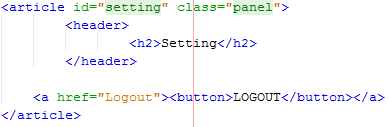 <article id="setting" class="panel">
<header>
<h2>Setting</h2>
</header>
<a href="Logout"><button>LOGOUT</button></a>
</article>